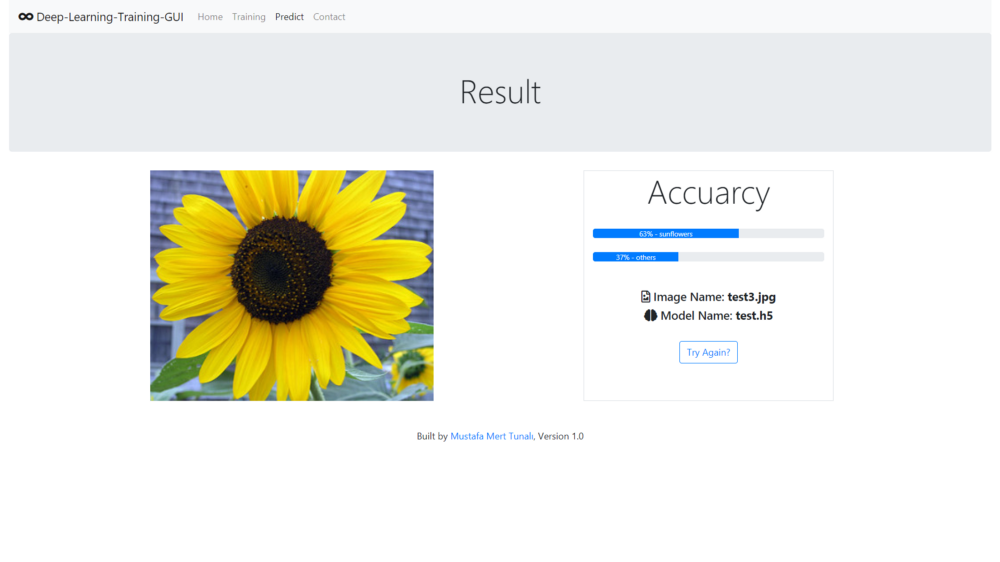 Deep-Learning-Training-GUI Home Training Predict Contact
Result
Accuarcy
63% - sunflowers
37% - others
Image Name: test3.jpg
Model Name: test.h5
Try Again?
Built by Mustafa Mert Tunalı, Version 1.0